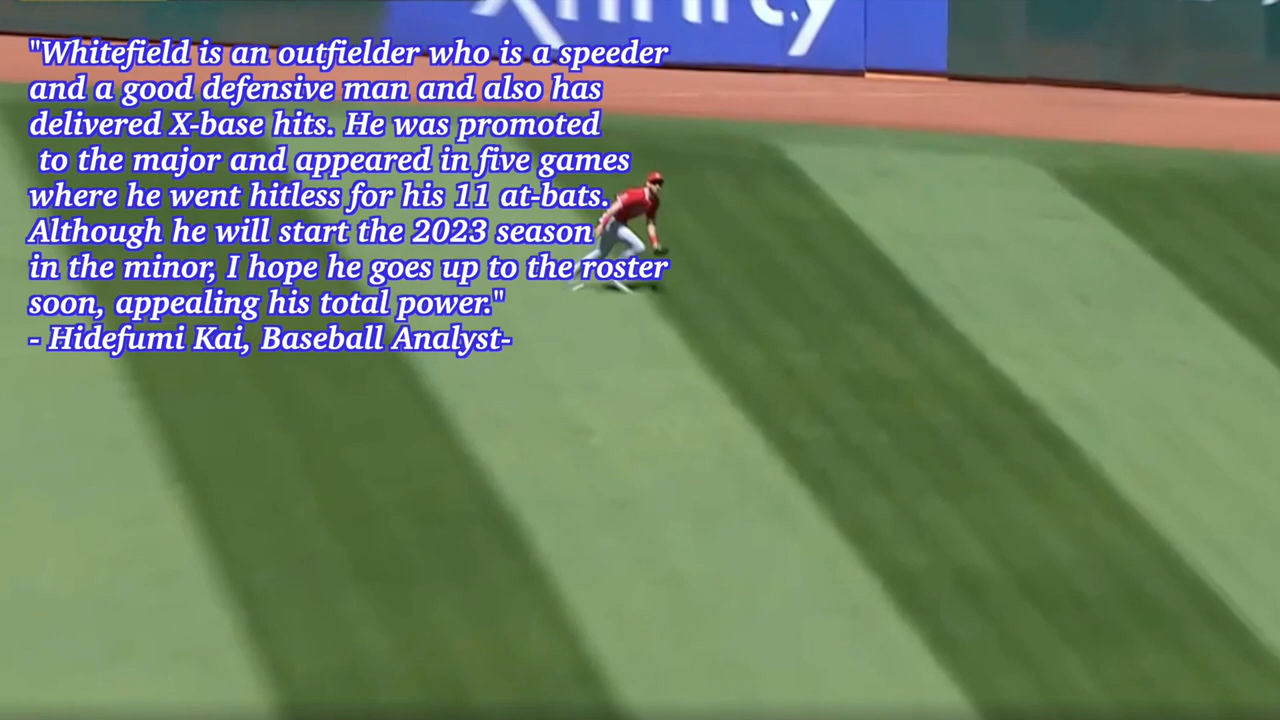 xfinity
"Whitefield is an outfielder who is a speeder
and a good defensive man and also has
delivered X-base hits. He was promoted
to the major and appeared in five games
where he went hitless for his 11 at-bats.
Although he will start the 2023 season
in the minor, I hope he goes up to the roster
soon, appealing his total power."
- Hidefumi Kai, Baseball Analyst-